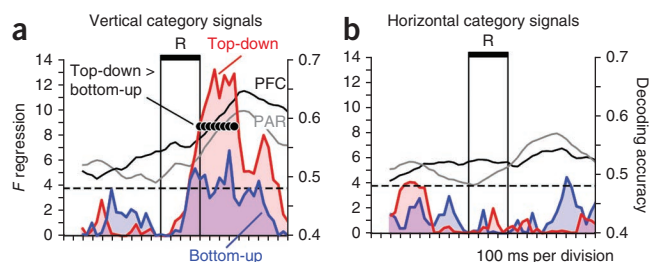 a
Vertical category signals
R
Top-down
Top-down >
bottom-up
PFC
PAR
14
12
10
8
6
4
2
0
F regression
0.7
0.6
0.5
0.4
Bottom-up
b
Horizontal category signals
R
14
12
10
8
6
4
2
0
0.7
0.6
0.5
0.4
Decoding accuracy
100 ms per division